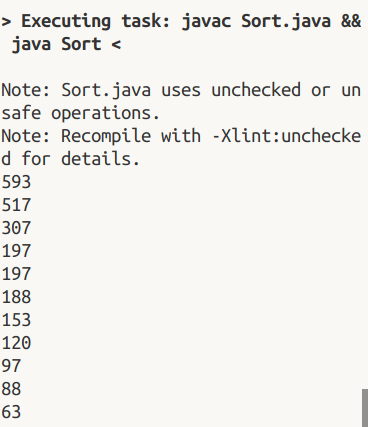 > Executing task: javac Sort.java &&
java Sort <
Note: Sort.java uses unchecked or un
safe operations.
Note: Recompile with -Xlint:unchecke
d for details.
593
517
307
197
197
188
153
120
97
88
63